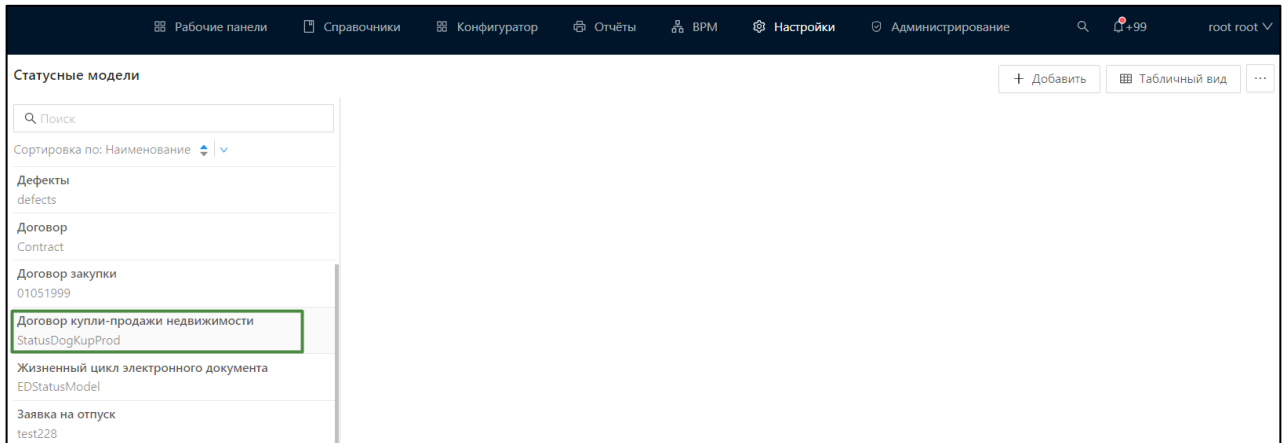 Рабочие панели Справочники Конфигуратор Отчёты BPM Настройки Администрирование +99 root root
Статусные модели
+ Добавить Табличный вид ...
Поиск
Сортировка по: Наименование
Дефекты
defects
Договор
Contract
Договор закупки
01051999
Договор купли-продажи недвижимости
StatusDogKupProd
Жизненный цикл электронного документа
EDStatusModel
Заявка на отпуск
test228